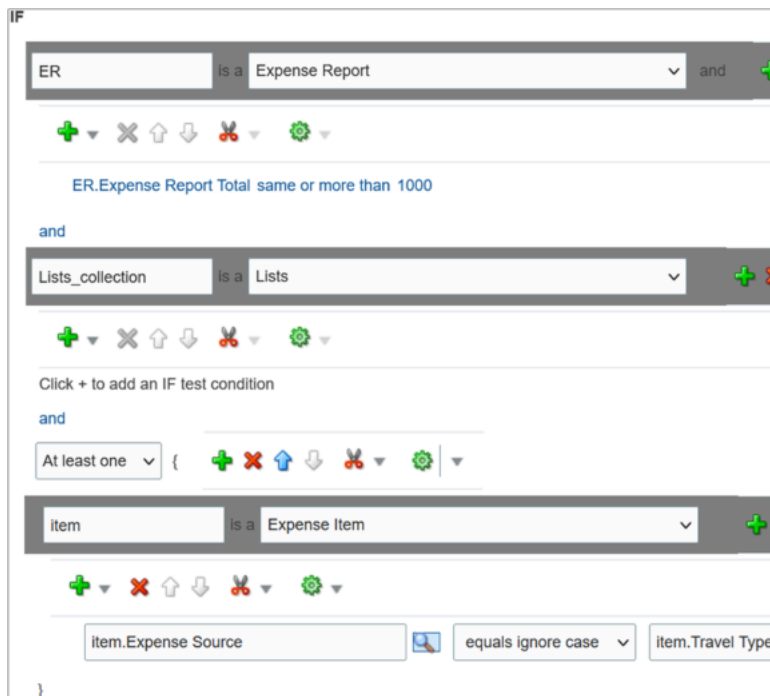 IF
ER is a Expense Report and
ER.Expense Report Total same or more than 1000
and
Lists_collection is a Lists
Click + to add an IF test condition
and
At least one {
item is a Expense Item
item.Expense Source equals ignore case item.Travel Type
}